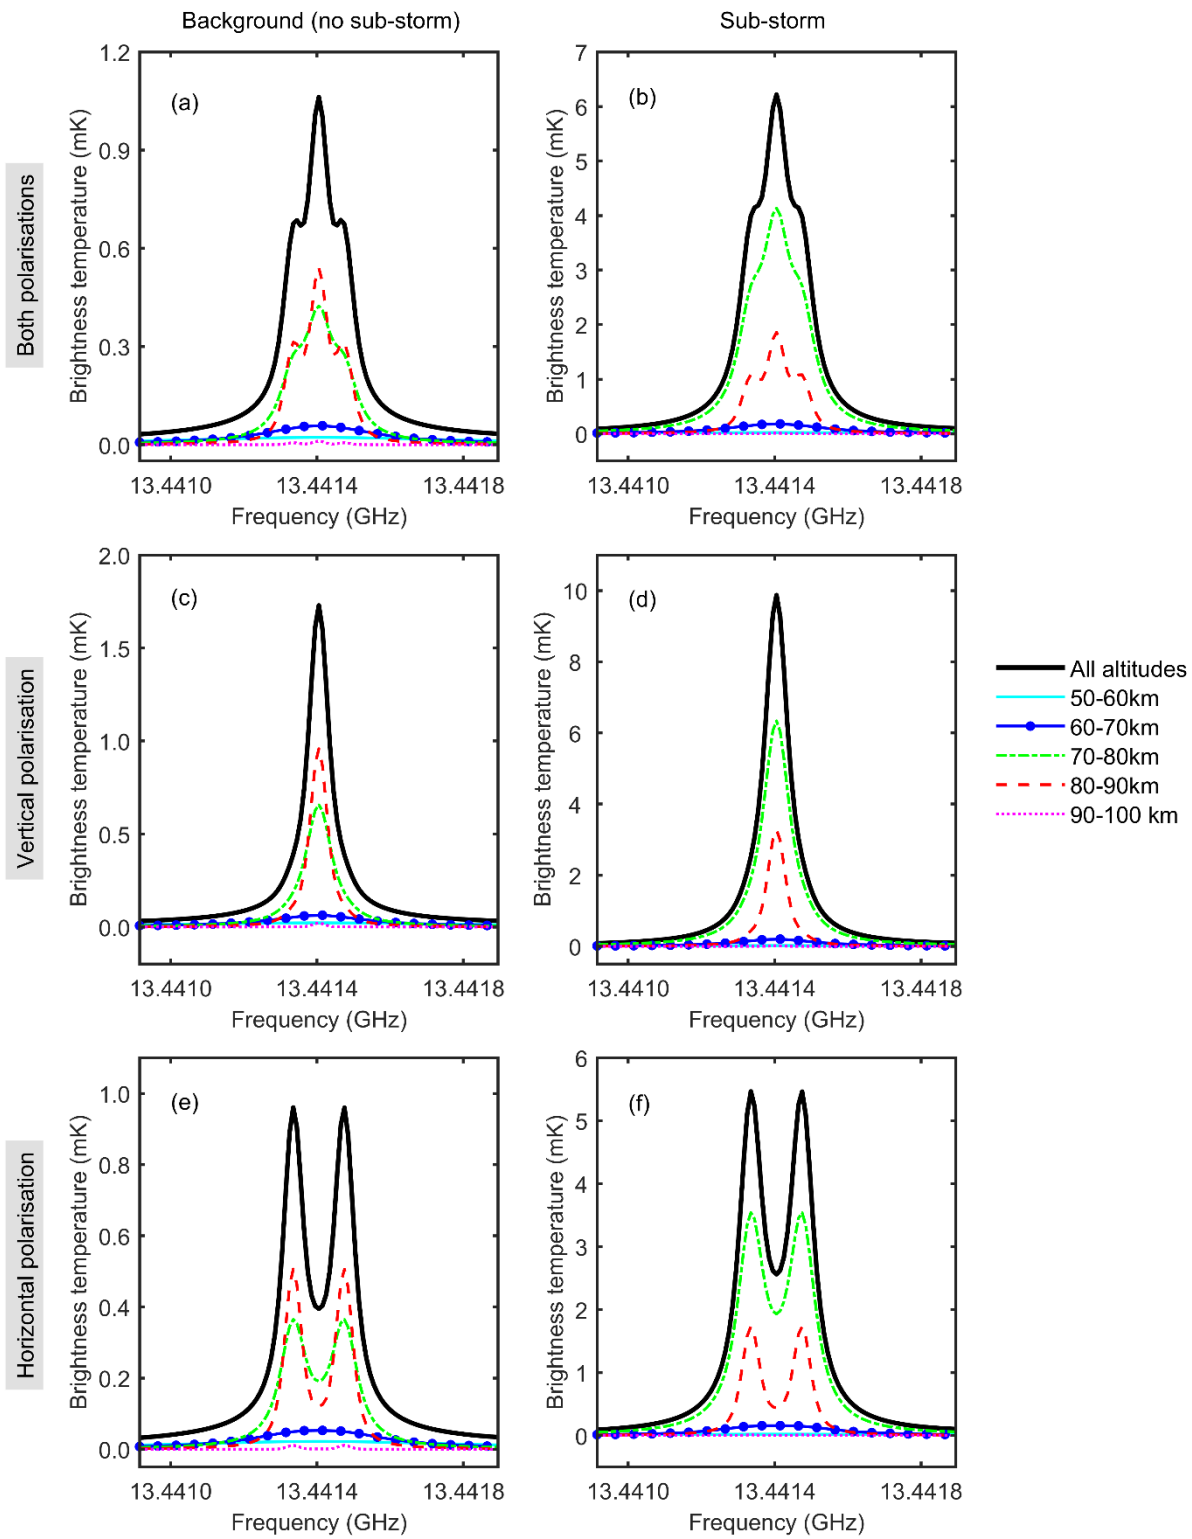 Background (no sub-storm)
Sub-storm
Both polarisations
Brightness temperature (mK)
1.2
0.9
0.6
0.3
0.0
(a)
13.4410
13.4414
13.4418
Frequency (GHz)
Brightness temperature (mK)
7
6
5
4
3
2
1
0
(b)
13.4410
13.4414
13.4418
Frequency (GHz)
Vertical polarisation
Brightness temperature (mK)
2.0
1.5
1.0
0.5
0.0
(c)
13.4410
13.4414
13.4418
Frequency (GHz)
Brightness temperature (mK)
10
8
6
4
2
0
(d)
13.4410
13.4414
13.4418
Frequency (GHz)
All altitudes
50-60km
60-70km
70-80km
80-90km
90-100 km
Horizontal polarisation
Brightness temperature (mK)
1.0
0.8
0.6
0.4
0.2
0.0
(e)
13.4410
13.4414
13.4418
Frequency (GHz)
Brightness temperature (mK)
6
5
4
3
2
1
0
(f)
13.4410
13.4414
13.4418
Frequency (GHz)